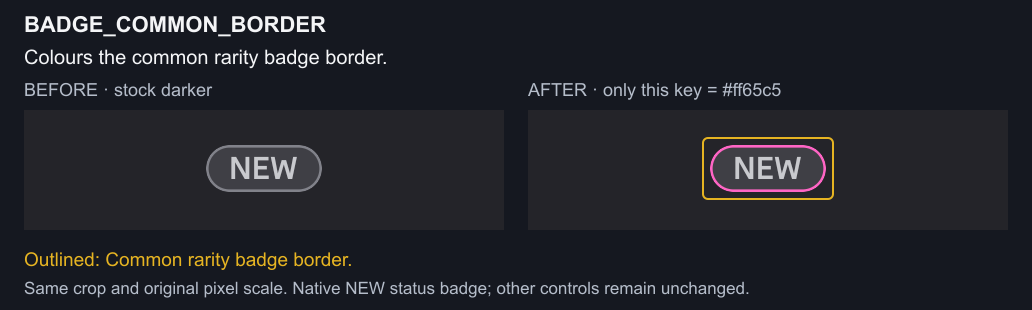 BADGE_COMMON_BORDER
Colours the common rarity badge border.
BEFORE · stock darker
NEW
AFTER · only this key = #ff65c5
NEW
Outlined: Common rarity badge border.
Same crop and original pixel scale. Native NEW status badge; other controls remain unchanged.